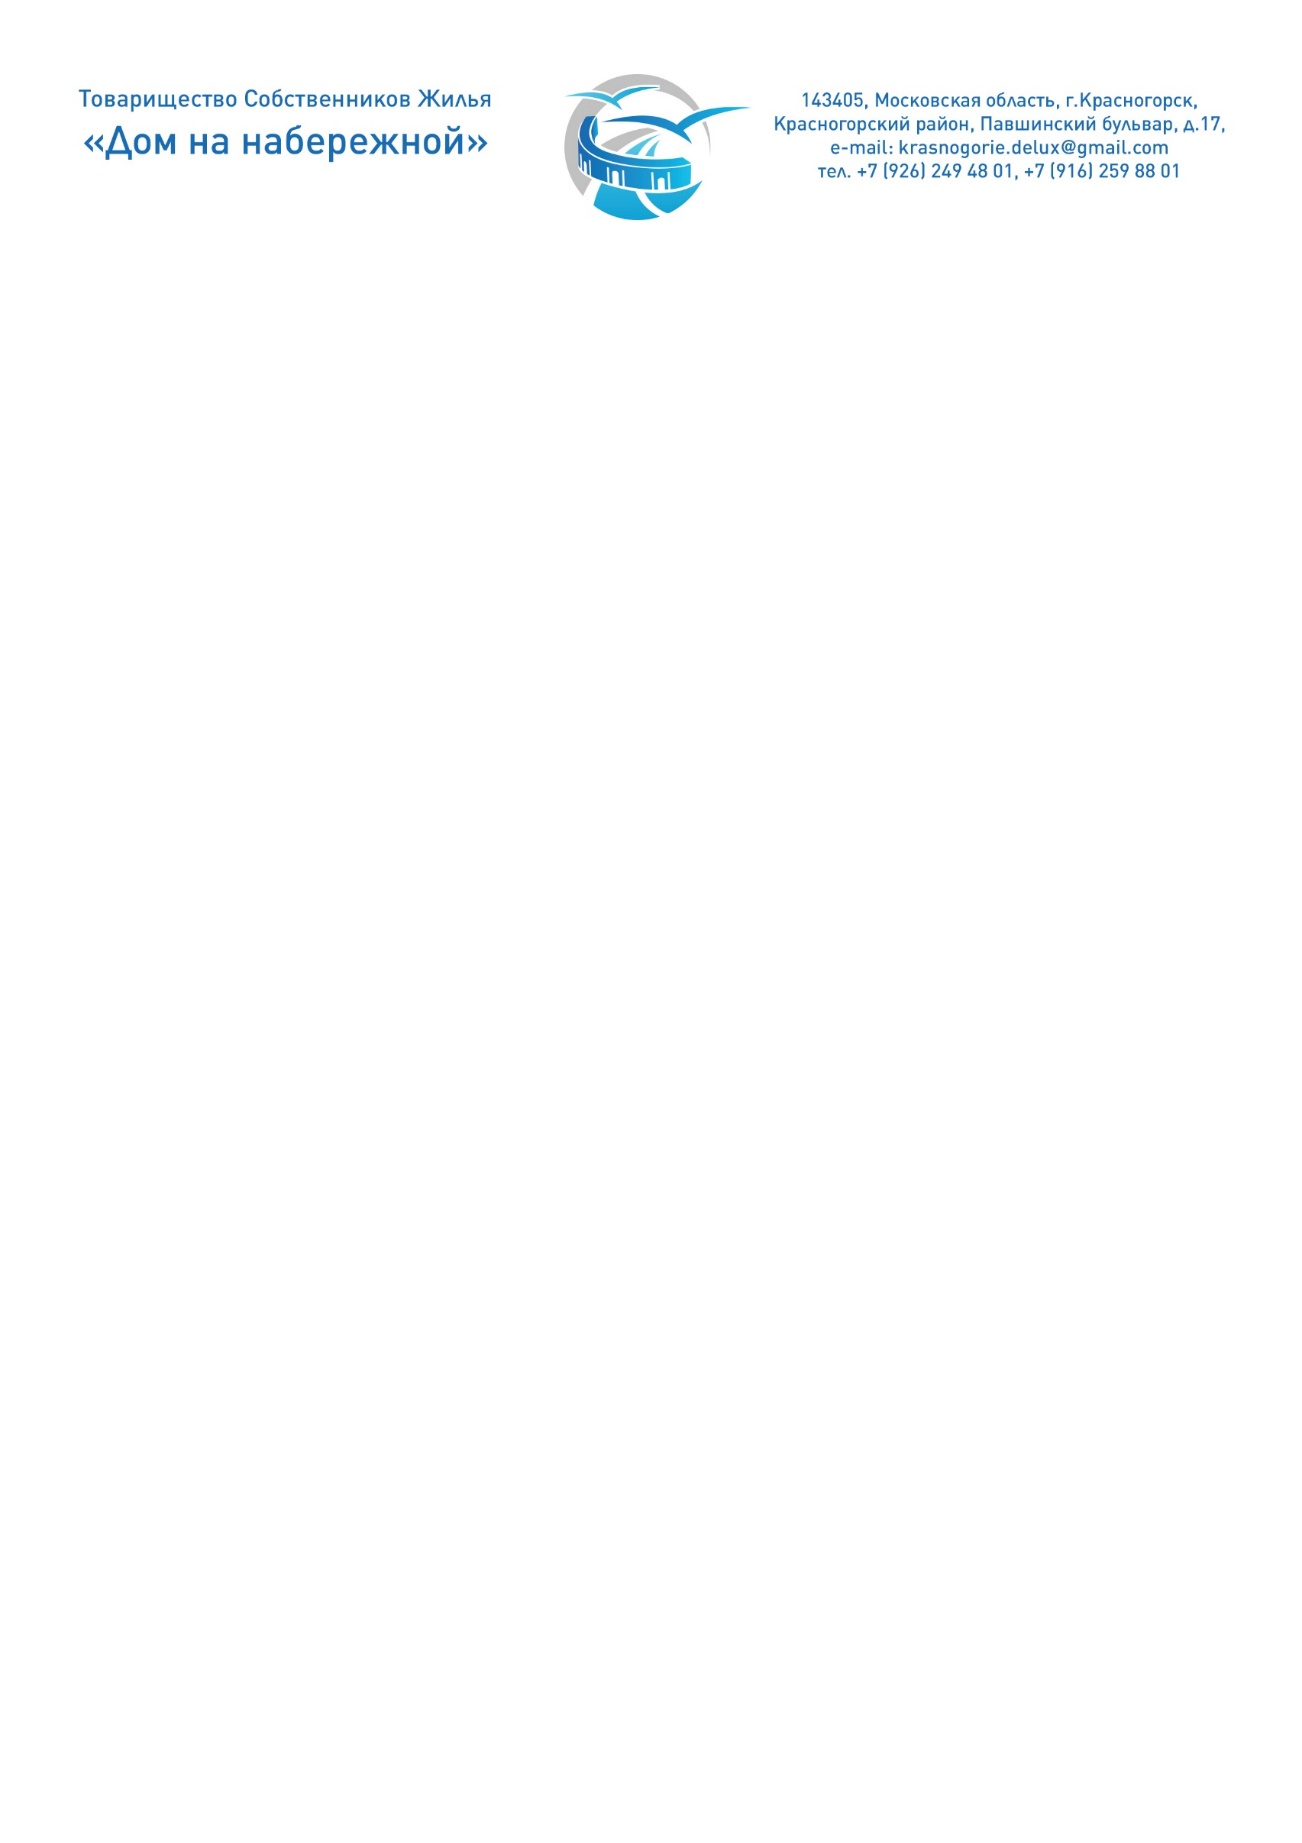 Товарищество Собственников Жилья
«Дом на набережной»
143405, Московская область, г.Красногорск,
Красногорский район, Павшинский бульвар, д.17,
e-mail: krasnogorie.delux@gmail.com
тел. +7 (926) 249 48 01, +7 (916) 259 88 01